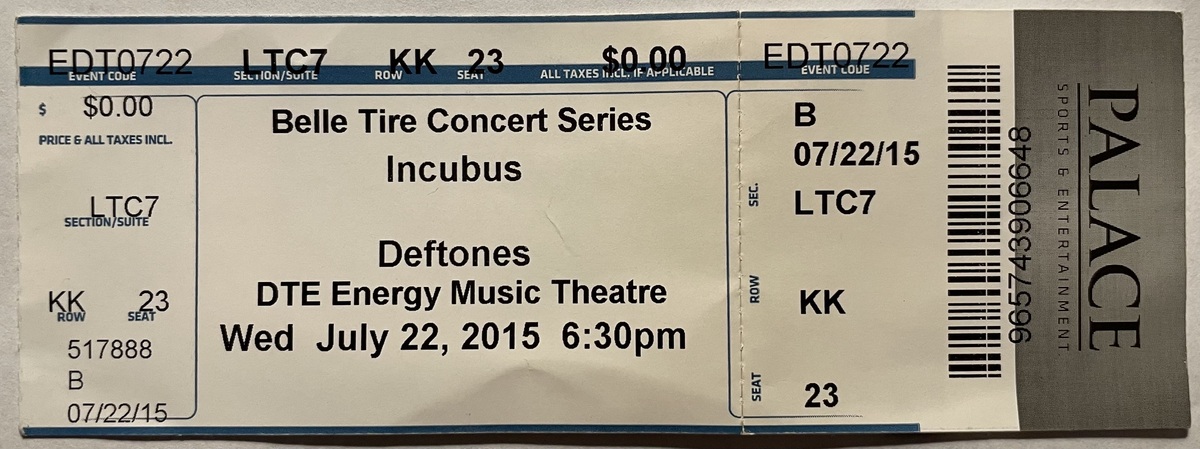 EDT0722 LTC7 KK 23 $0.00 EDT0722
EVENT CODE SECTION/SUITE ROW SEAT ALL TAXES INCL. IF APPLICABLE EVENT CODE
$ $0.00
PRICE & ALL TAXES INCL.
LTC7
SECTION/SUITE
KK 23
ROW SEAT
517888
B
07/22/15
Belle Tire Concert Series
Incubus
Deftones
DTE Energy Music Theatre
Wed July 22, 2015 6:30pm
B
07/22/15
SEC. LTC7
ROW KK
SEAT 23
965743906648
PALACE
SPORTS & ENTERTAINMENT